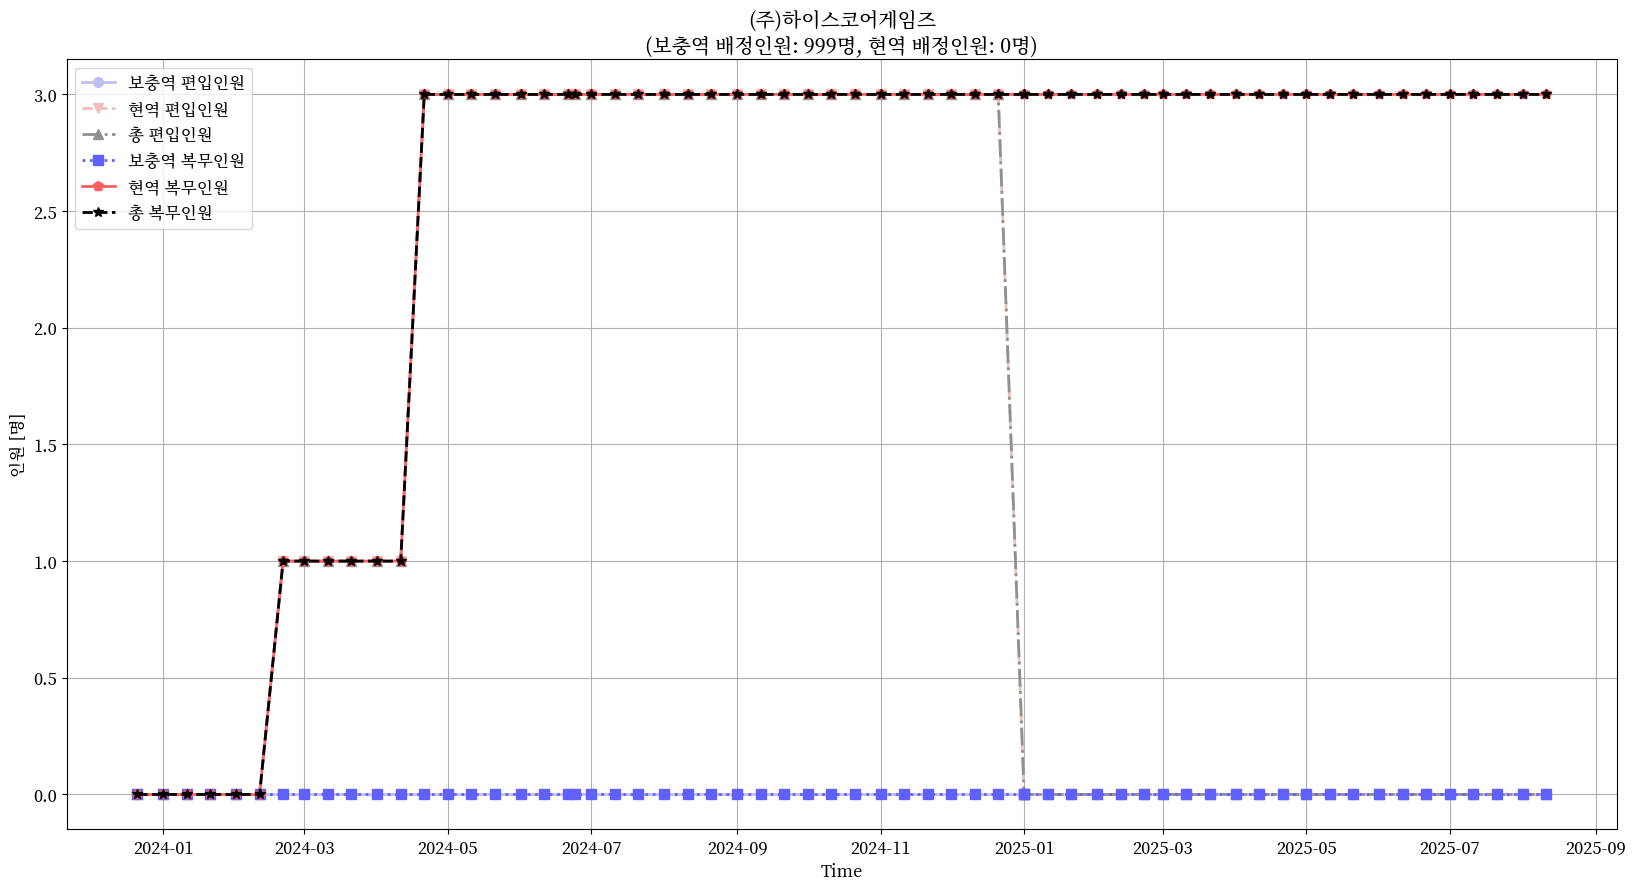 (주)하이스코어게임즈
(보충역 배정인원: 999명, 현역 배정인원: 0명)
보충역 편입인원
현역 편입인원
총 편입인원
보충역 복무인원
현역 복무인원
총 복무인원
3.0
2.5
2.0
1.5
1.0
0.5
0.0
인원 [명]
2024-01
2024-03
2024-05
2024-07
2024-09
2024-11
2025-01
2025-03
2025-05
2025-07
2025-09
Time